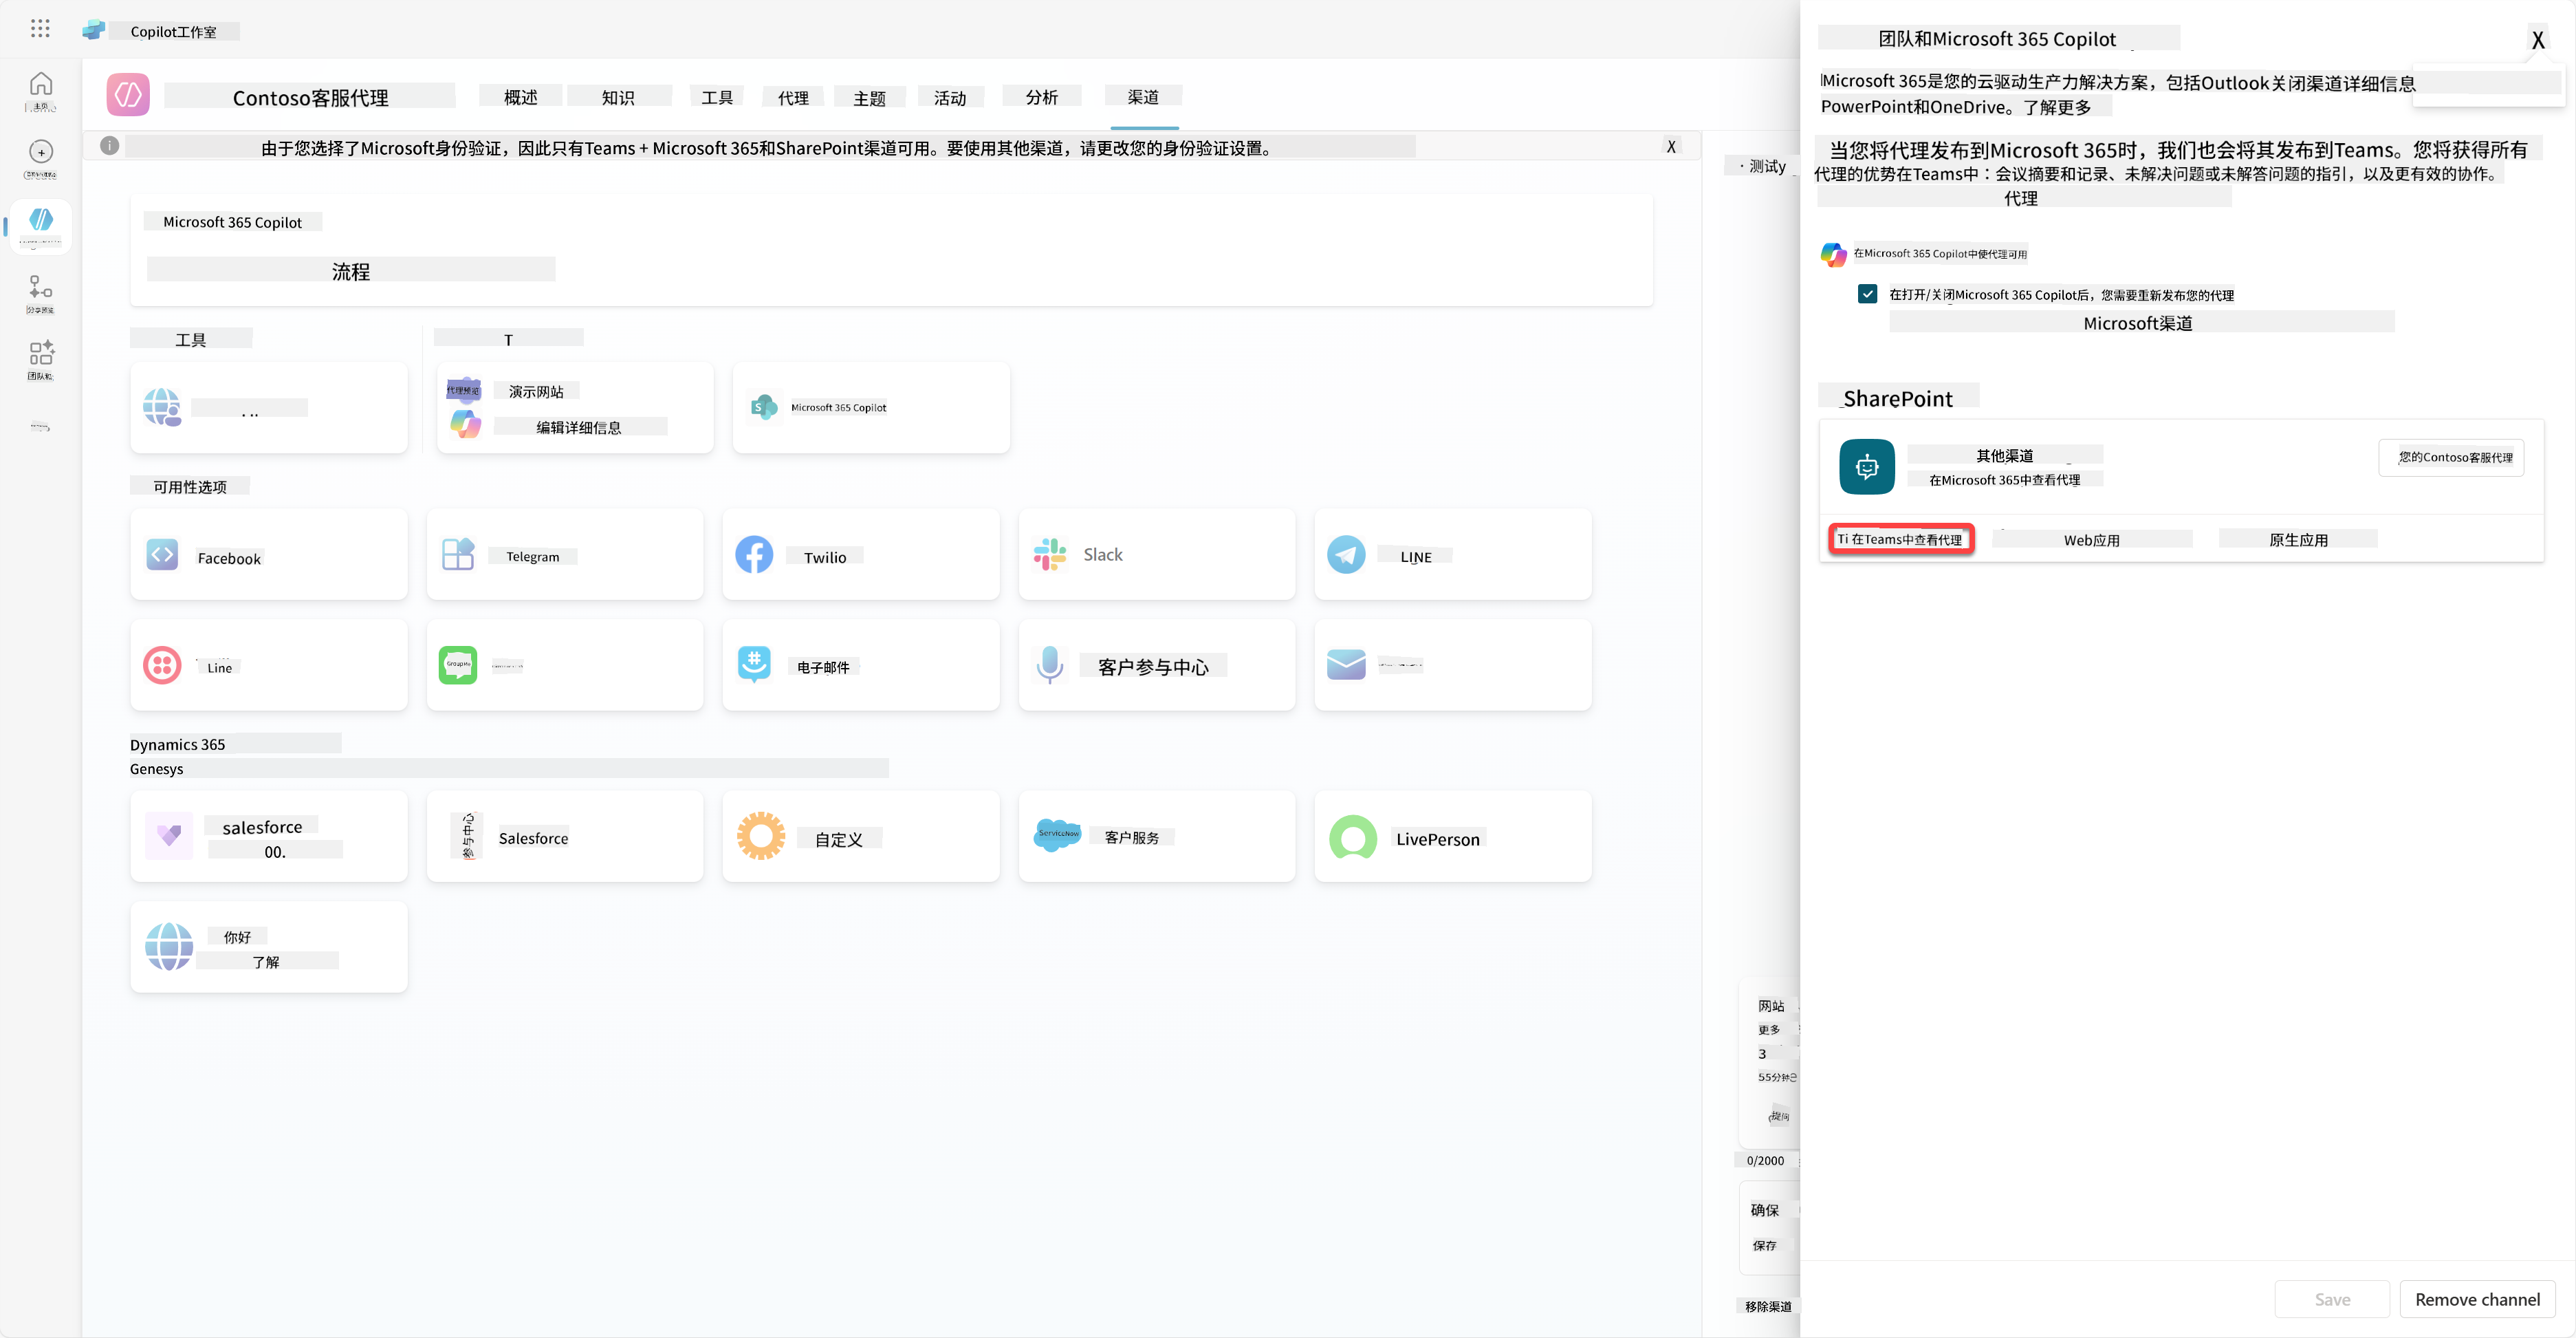 Copilot工作室
主页
分享预览
团队和
Contoso客服代理
概述
知识
工具
代理
主题
活动
分析
渠道
由于您选择了Microsoft身份验证，因此只有Teams + Microsoft 365和SharePoint渠道可用。要使用其他渠道，请更改您的身份验证设置。
X
Microsoft 365 Copilot
流程
工具
T
. ..
代理预览
演示网站
编辑详细信息
Microsoft 365 Copilot
可用性选项
Facebook
Telegram
Twilio
Slack
LINE
Line
GroupMe
电子邮件
客户参与中心
Dynamics 365
Genesys
salesforce
00.
参与中心
Salesforce
自定义
ServiceNow
客户服务
LivePerson
你好
了解
· 测试y
网站
更多
3
55分钟
提问
0/2000
确保
保存
移除渠道
团队和Microsoft 365 Copilot
X
Microsoft 365是您的云驱动生产力解决方案，包括Outlook关闭渠道详细信息
PowerPoint和OneDrive。了解更多
当您将代理发布到Microsoft 365时，我们也会将其发布到Teams。您将获得所有
代理的优势在Teams中：会议摘要和记录、未解决问题或未解答问题的指引，以及更有效的协作。
代理
在Microsoft 365 Copilot中使代理可用
在打开/关闭Microsoft 365 Copilot后，您需要重新发布您的代理
Microsoft渠道
SharePoint
其他渠道
在Microsoft 365中查看代理
您的Contoso客服代理
Ti 在Teams中查看代理
Web应用
原生应用
Save
Remove channel